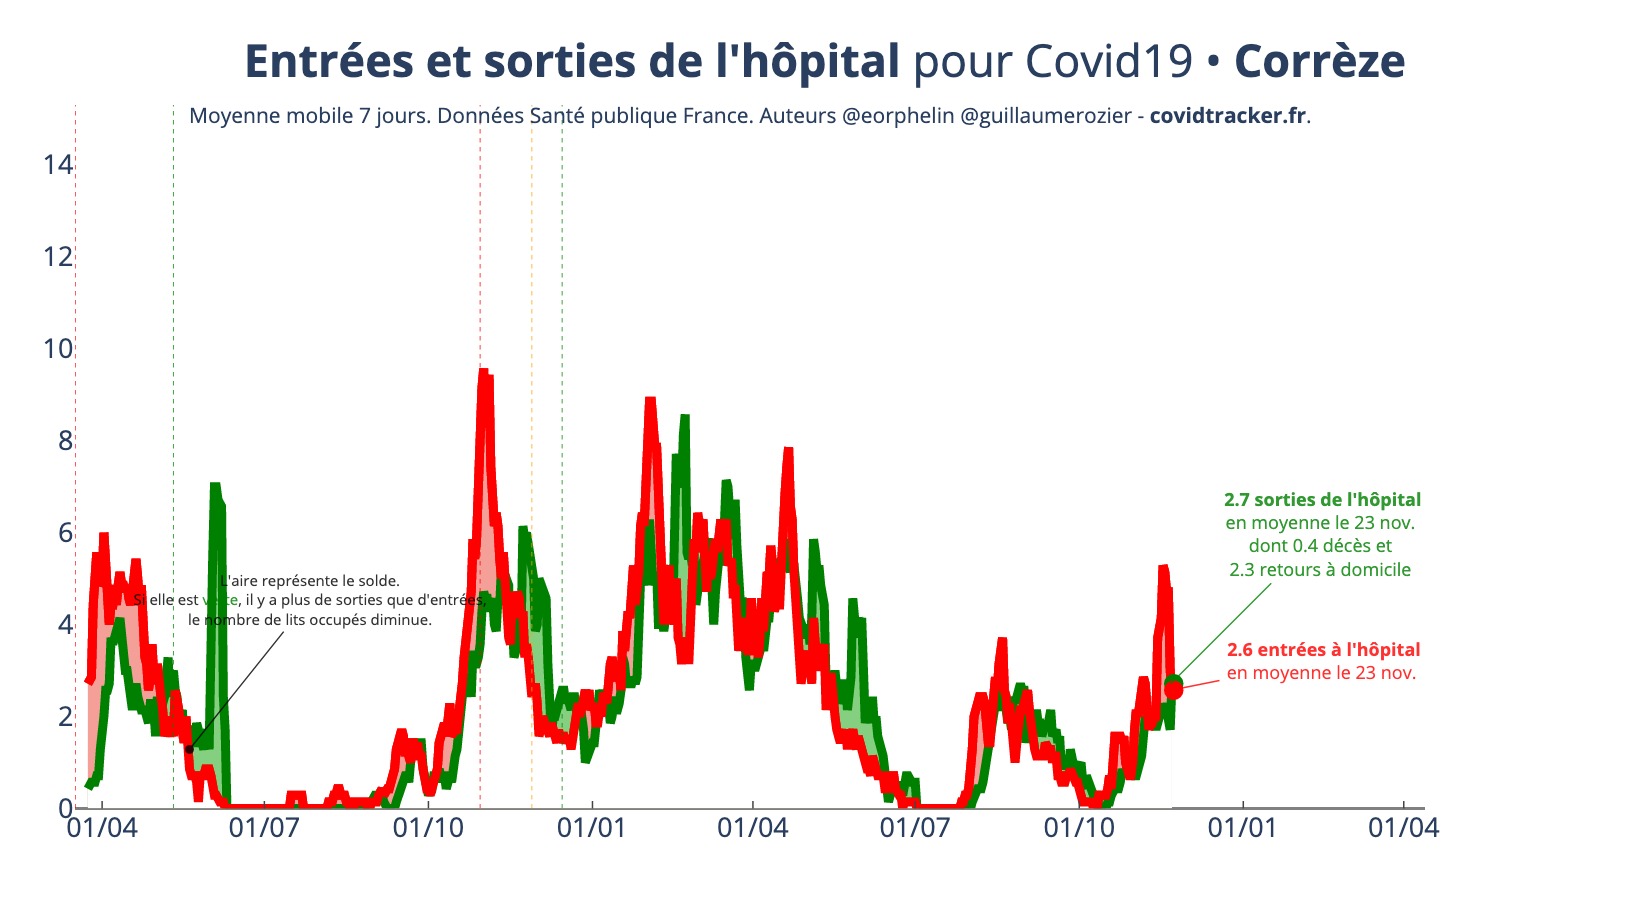 Entrées et sorties de l'hôpital pour Covid19 • Corrèze
Moyenne mobile 7 jours. Données Santé publique France. Auteurs @eorphelin @guillaumerozier - covidtracker.fr.
14
12
10
8
6
4
2
0
L'aire représente le solde.
Si elle est verte, il y a plus de sorties que d'entrées,
le nombre de lits occupés diminue.
2.7 sorties de l'hôpital
en moyenne le 23 nov.
dont 0.4 décès et
2.3 retours à domicile
2.6 entrées à l'hôpital
en moyenne le 23 nov.
01/04 01/07 01/10 01/01 01/04 01/07 01/10 01/01 01/04